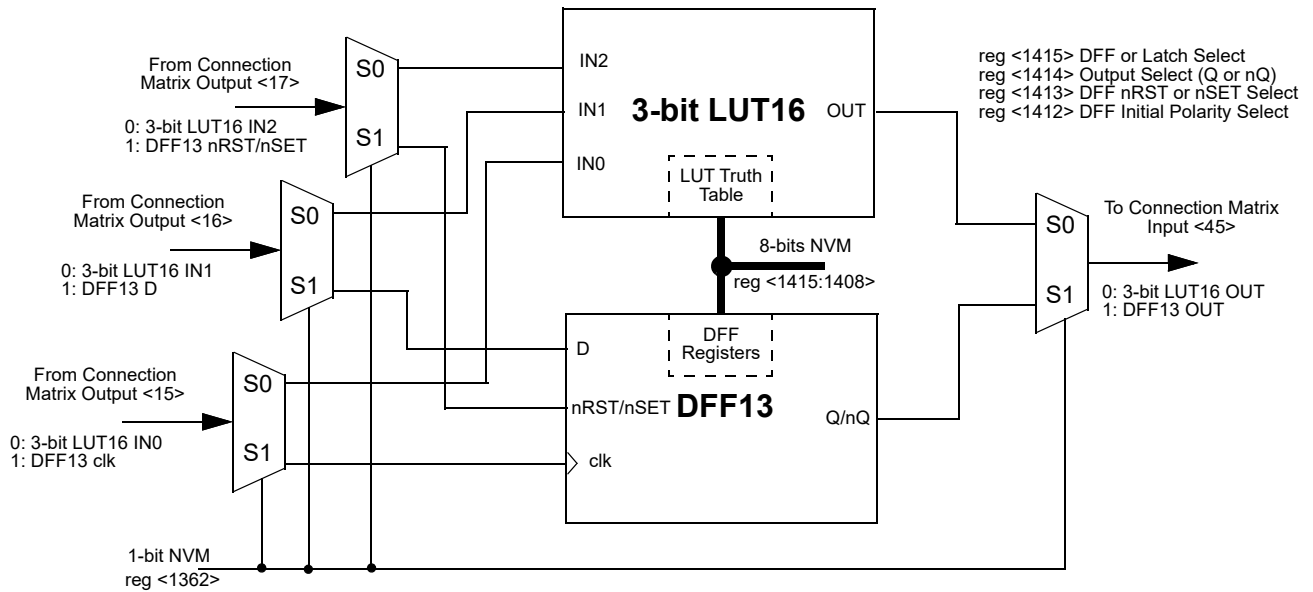 From Connection
Matrix Output <17>
0: 3-bit LUT16 IN2
1: DFF13 nRST/nSET
S0
S1
From Connection
Matrix Output <16>
0: 3-bit LUT16 IN1
1: DFF13 D
S0
S1
From Connection
Matrix Output <15>
0: 3-bit LUT16 IN0
1: DFF13 clk
S0
S1
1-bit NVM
reg <1362>
IN2
IN1
IN0
3-bit LUT16
OUT
LUT Truth
Table
8-bits NVM
reg <1415:1408>
DFF
Registers
D
nRST/nSET
DFF13
clk
Q/nQ
reg <1415> DFF or Latch Select
reg <1414> Output Select (Q or nQ)
reg <1413> DFF nRST or nSET Select
reg <1412> DFF Initial Polarity Select
S0
S1
To Connection Matrix
Input <45>
0: 3-bit LUT16 OUT
1: DFF13 OUT